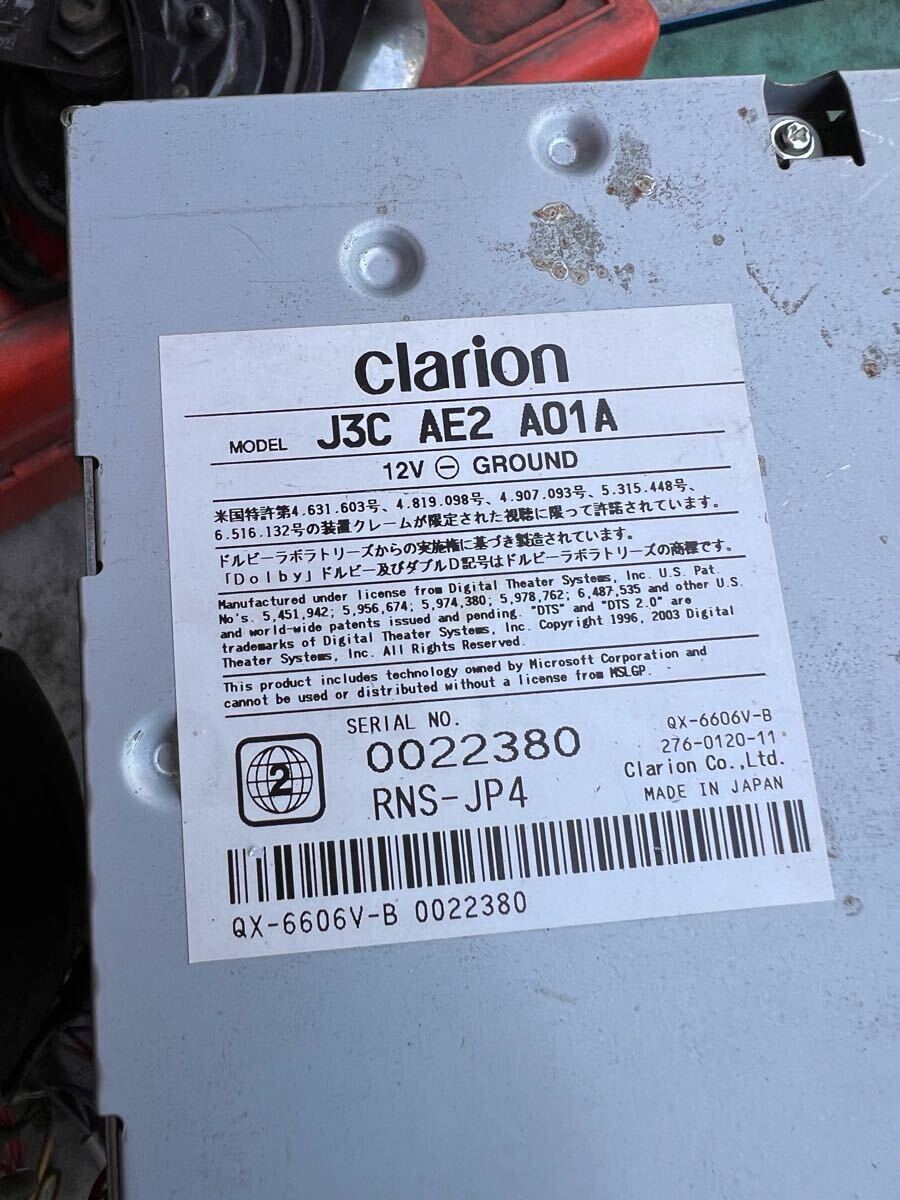 clarion
MODEL J3C AE2 A01A
12V ⊖ GROUND
米国特許第4.631.603号、4.819.098号、4.907.093号、5.315.448号、
6.516.132号の装置クレームが限定された視聴に限って許諾されています。
ドルビーラボラトリーズからの実施権に基づき製造されています。
「Dolby」ドルビー及びダブルD記号はドルビーラボラトリーズの商標です。
Manufactured under license from Digital Theater Systems, Inc. U.S. Pat.
No's. 5,451,942; 5,956,674; 5,974,380; 5,978,762; 6,487,535 and other U.S.
and world-wide patents issued and pending. "DTS" and "DTS 2.0" are
trademarks of Digital Theater Systems, Inc. Copyright 1996, 2003 Digital
Theater Systems, Inc. All Rights Reserved.
This product includes technology owned by Microsoft Corporation and
cannot be used or distributed without a license from MSLGP.
SERIAL NO.
0022380
RNS-JP4
2
QX-6606V-B
276-0120-11
Clarion Co.,Ltd.
MADE IN JAPAN
QX-6606V-B 0022380